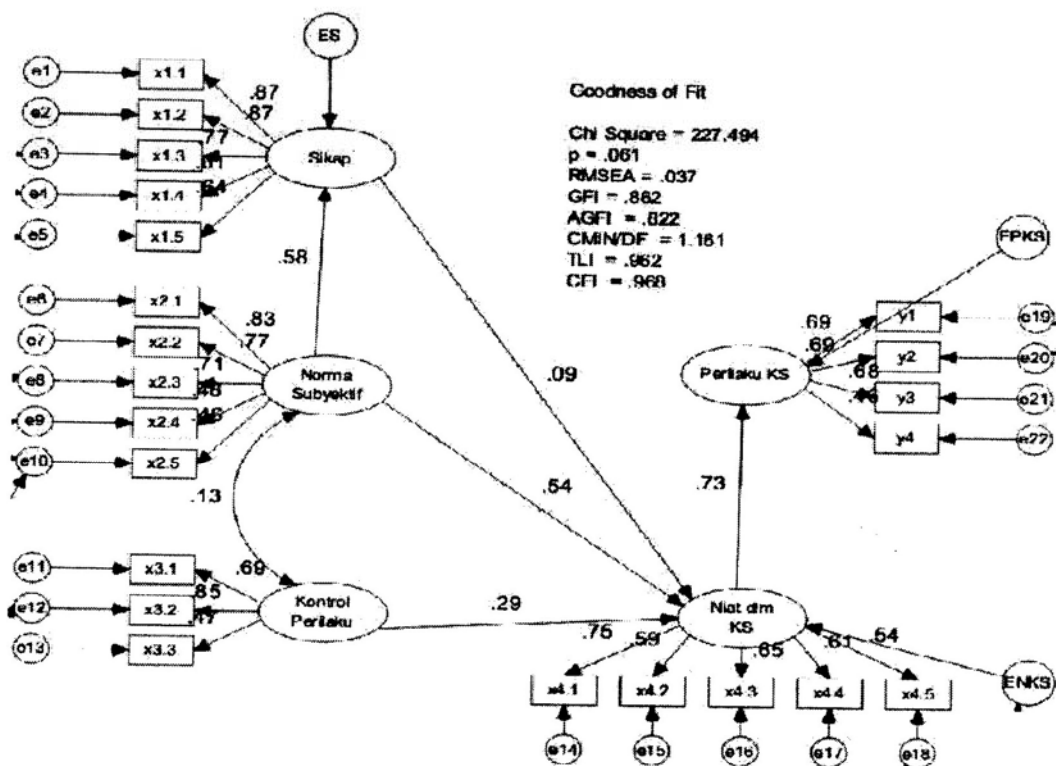 ES
e1
x1.1
.87
e2
x1.2
.87
.77
e3
x1.3
Sikap
e4
x1.4
.64
e5
x1.5
Goodness of Fit
Chi Square = 227.494
p = .061
RMSEA = .037
GFI = .862
AGFI = .822
CMIN/DF = 1.161
TLI = .962
CFI = .968
.58
e6
x2.1
.83
e7
x2.2
.77
.71
e8
x2.3
Norma
Subyektif
.48
e9
x2.4
.46
e10
x2.5
.09
.54
.13
FPKS
Perilaku KS
.69
y1
e19
.69
y2
e20
.68
y3
e21
y4
e22
.73
e11
x3.1
.69
.85
e12
x3.2
Kontrol
Perilaku
.47
e13
x3.3
.29
Niat dlm
KS
.75
.59
.65
.61
.54
ENKS
x4.1
x4.2
x4.3
x4.4
x4.5
e14
e15
e16
e17
e18